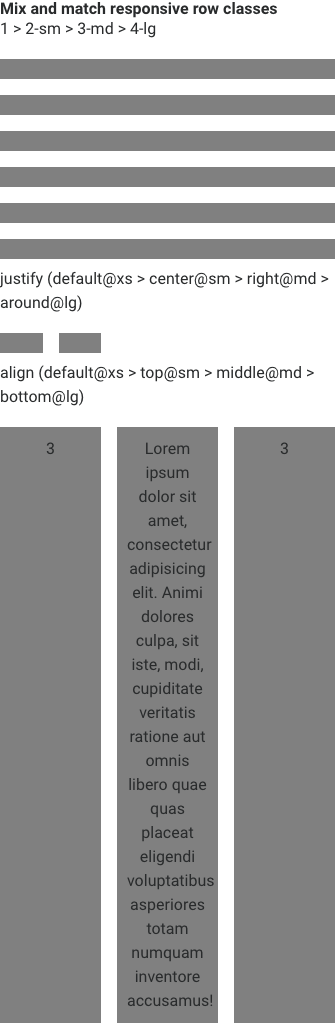 Mix and match responsive row classes
1 > 2-sm > 3-md > 4-lg
justify (default@xs > center@sm > right@md >
around@lg)
align (default@xs > top@sm > middle@md >
bottom@lg)
3
Lorem
ipsum
dolor sit
amet,
consectetur
adipisicing
elit. Animi
dolores
culpa, sit
iste, modi,
cupiditate
veritatis
ratione aut
omnis
libero quae
quas
placeat
eligendi
voluptatibus
asperiores
totam
numquam
inventore
accusamus!
3